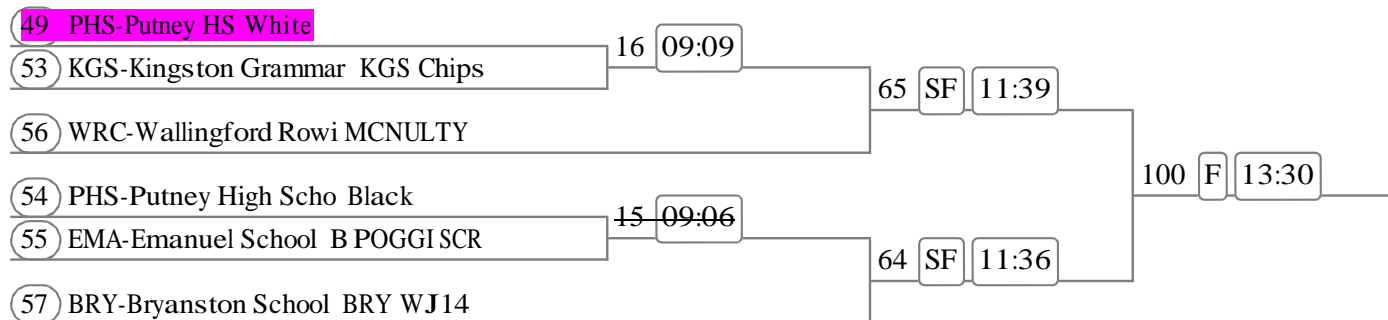 49 PHS-Putney HS White
16 09:09
53 KGS-Kingston Grammar KGS Chips
65 SF 11:39
56 WRC-Wallingford Rowi MCNULTY
100 F 13:30
54 PHS-Putney High Scho Black
15 09:06
55 EMA-Emanuel School B POGGI SCR
64 SF 11:36
57 BRY-Bryanston School BRY WJ14